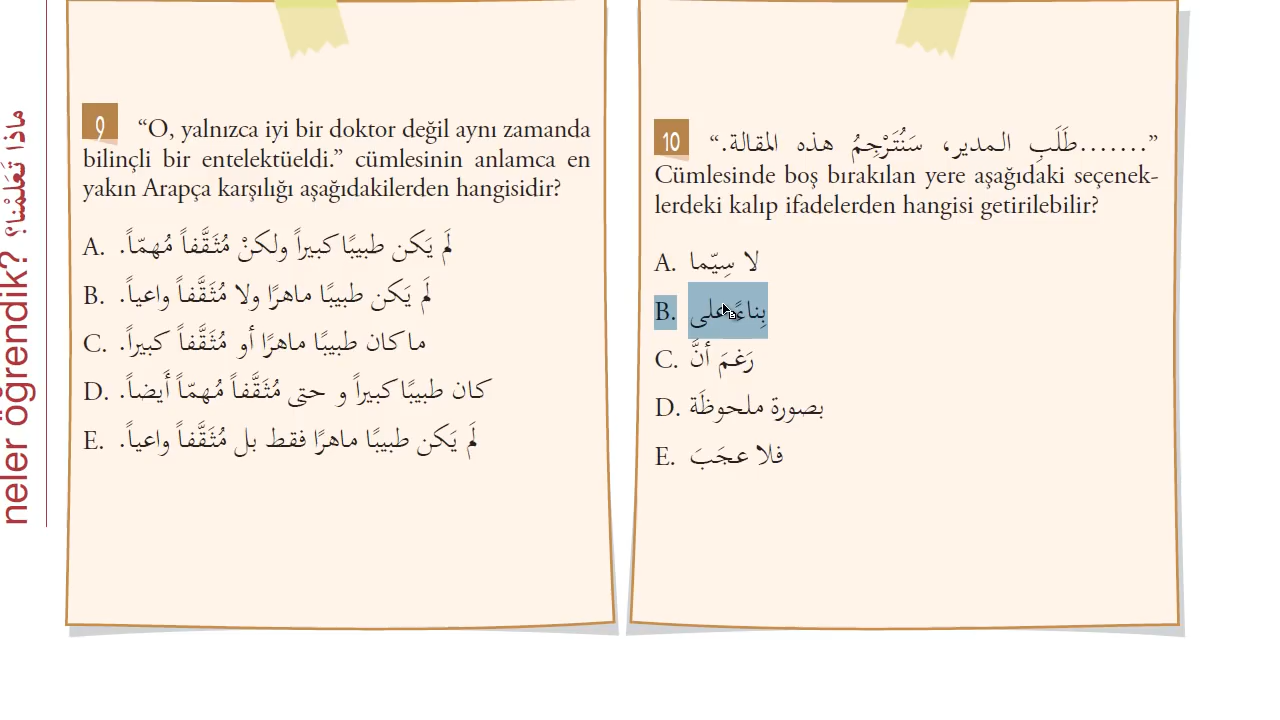 neler öğrendik? ماذا تَعَلَمْنا؟
9 “O, yalnızca iyi bir doktor değil aynı zamanda
bilinçli bir entelektüeldi.” cümlesinin anlamca en
yakın Arapça karşılığı aşağıdakilerden hangisidir?
A. لَم يَكن طبيبًا كبيراً ولكنْ مُثَقَّفاً مُهمّاً.
B. لَم يَكن طبيبًا ماهرًا ولا مُثَقَّفاً واعياً.
C. ما كان طبيبًا ماهرًا أو مُثَقَّفاً كبيراً.
D. كان طبيبًا كبيراً و حتى مُثَقَّفاً مُهمّاً أَيضاً.
E. لَم يَكن طبيبًا ماهرًا فقط بل مُثَقَّفاً واعياً.
10 “.......طَلَبِ المدير، سَنُتَرْجِمُ هذه المقالة.”
Cümlesinde boş bırakılan yere aşağıdaki seçenek-
lerdeki kalıp ifadelerden hangisi getirilebilir?
A. لا سِيّما
B. بِناءً على
C. رَغمَ أنَّ
D. بصورة ملحوظَة
E. فلا عجَبَ